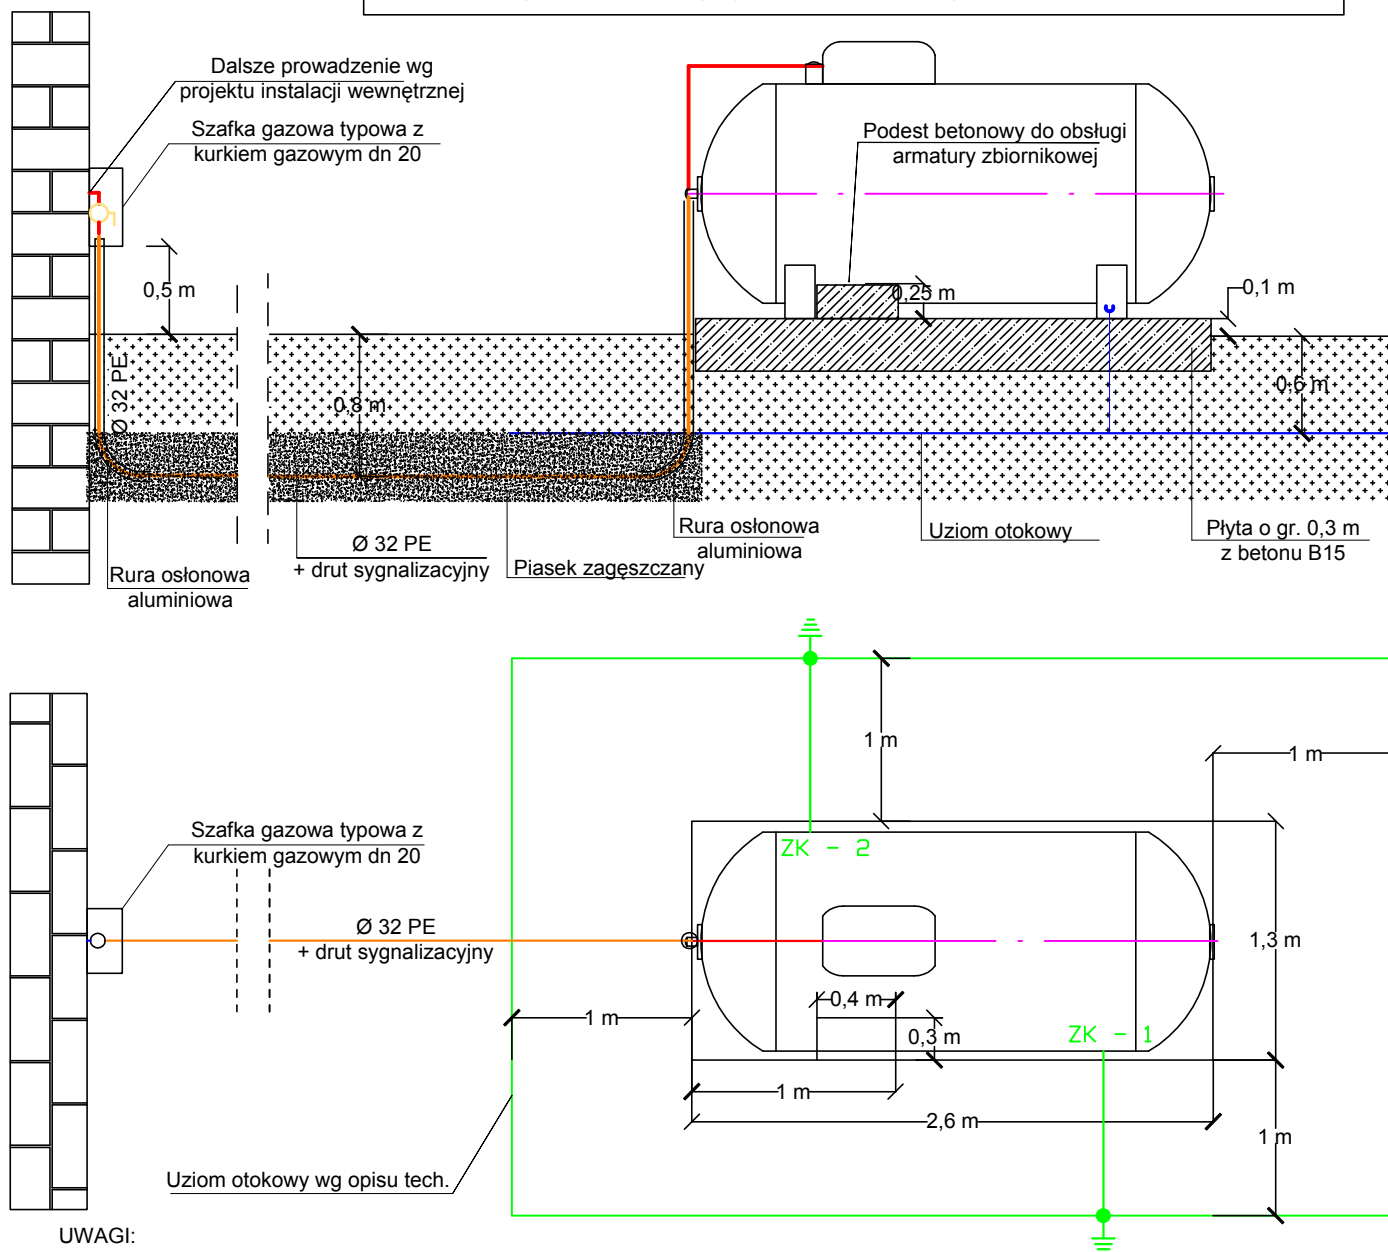 Dalsze prowadzenie wg
projektu instalacji wewnętrznej
Szafka gazowa typowa z
kurkiem gazowym dn 20
Podest betonowy do obsługi
armatury zbiornikowej
0,5 m
0,25 m
0,1 m
Ø 32 PE
0,8 m
0,6 m
Rura osłonowa
aluminiowa
Ø 32 PE
+ drut sygnalizacyjny
Piasek zagęszczany
Rura osłonowa
aluminiowa
Uziom otokowy
Płyta o gr. 0,3 m
z betonu B15
1 m
1 m
Szafka gazowa typowa z
kurkiem gazowym dn 20
ZK - 2
Ø 32 PE
+ drut sygnalizacyjny
1,3 m
0,4 m
1 m
0,3 m
ZK - 1
1 m
2,6 m
1 m
Uziom otokowy wg opisu tech.
UWAGI: